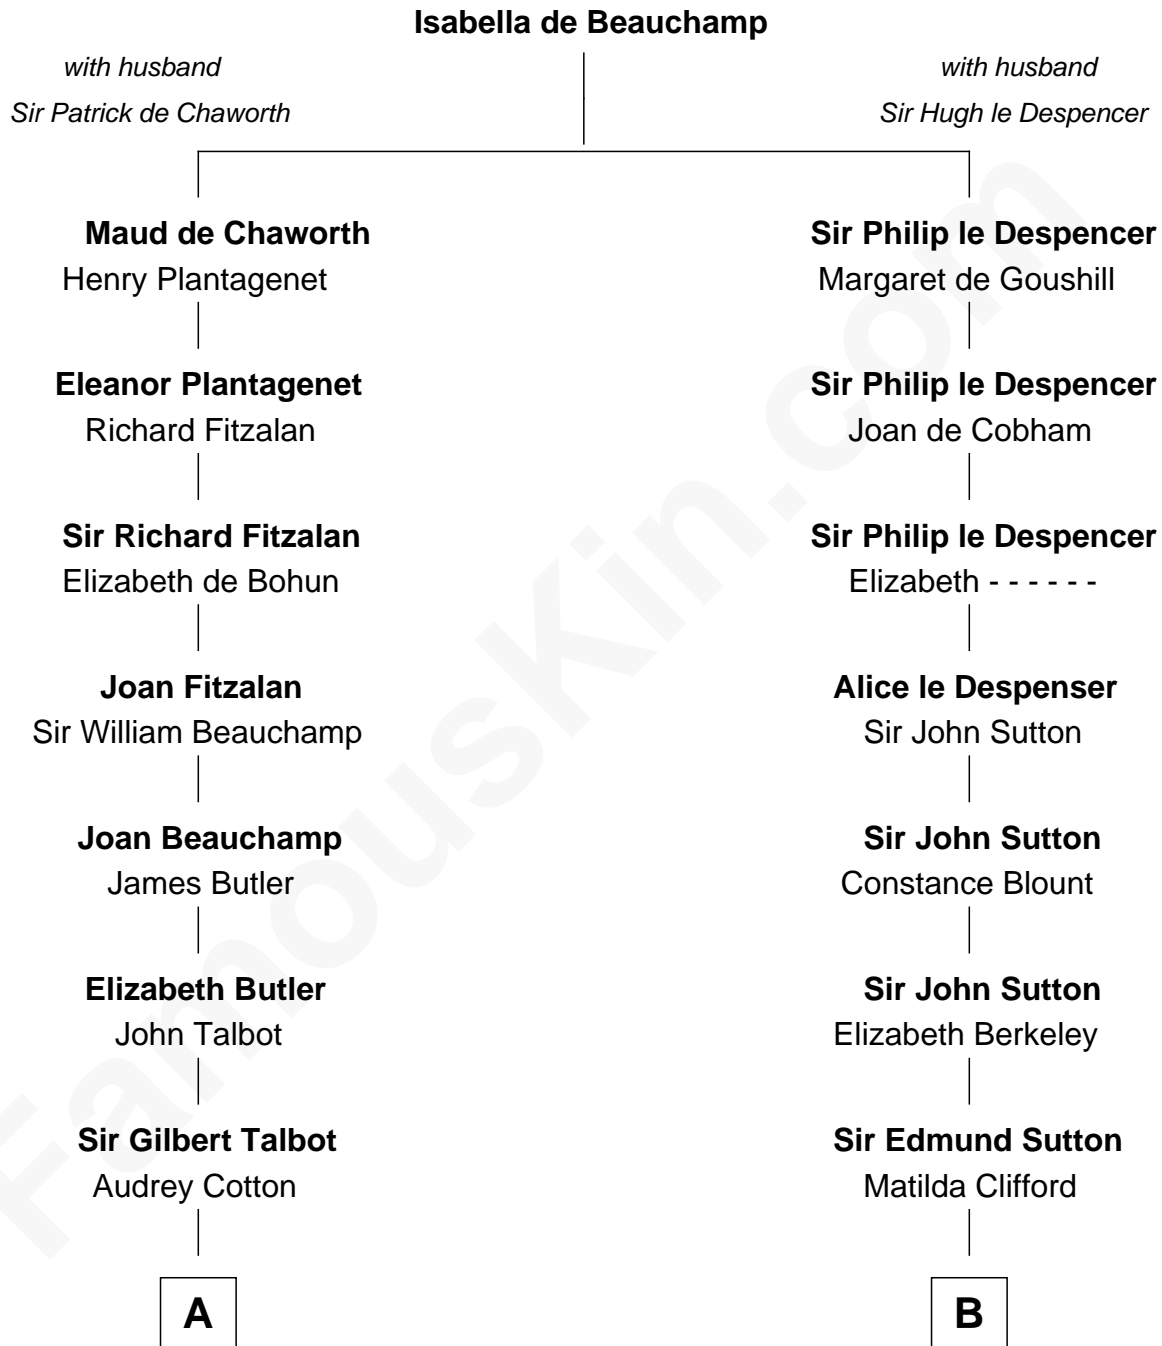 Isabella de Beauchamp
with husband
Sir Patrick de Chaworth
with husband
Sir Hugh le Despencer
Maud de Chaworth
Henry Plantagenet
Sir Philip le Despencer
Margaret de Goushill
Eleanor Plantagenet
Richard Fitzalan
Sir Philip le Despencer
Joan de Cobham
Sir Richard Fitzalan
Elizabeth de Bohun
Sir Philip le Despencer
Elizabeth - - - - - -
Joan Fitzalan
Sir William Beauchamp
Alice le Despenser
Sir John Sutton
Joan Beauchamp
James Butler
Sir John Sutton
Constance Blount
Elizabeth Butler
John Talbot
Sir John Sutton
Elizabeth Berkeley
Sir Gilbert Talbot
Audrey Cotton
Sir Edmund Sutton
Matilda Clifford
A
B
FamousKin.com